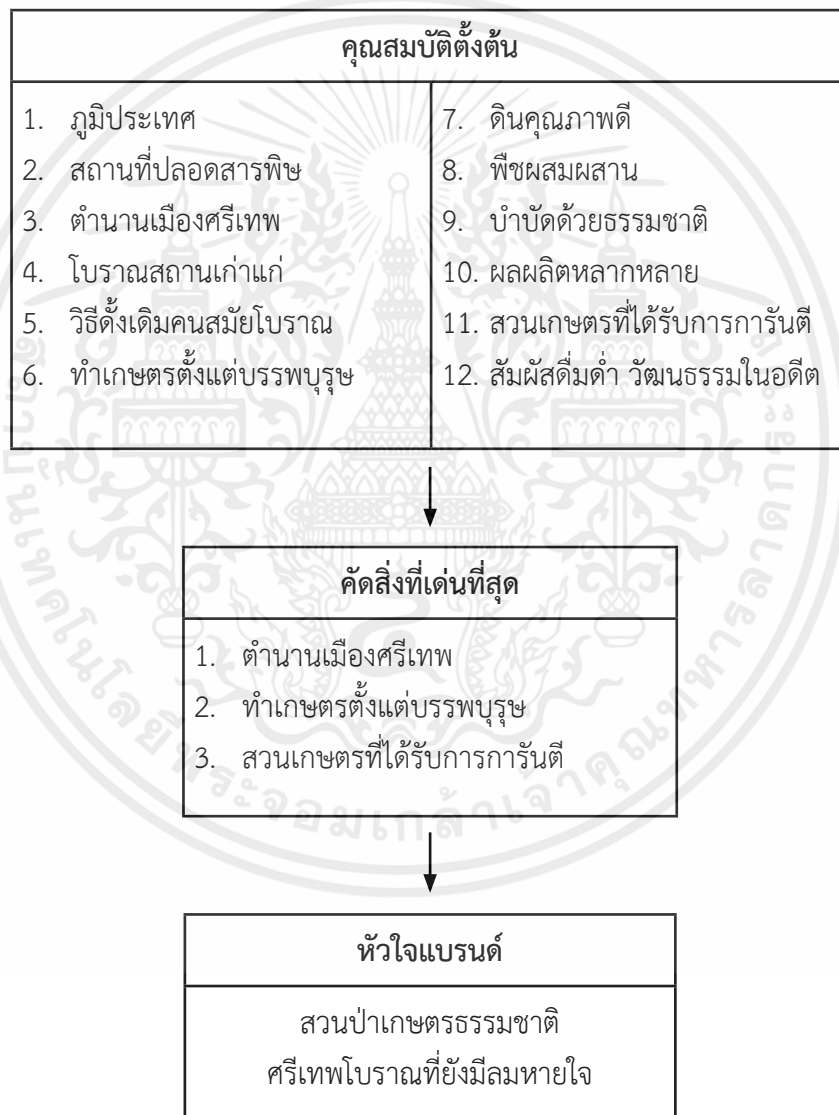 คุณสมบัติตั้งต้น
1. ภูมิประเทศ
2. สถานที่ปลอดสารพิษ
3. ตำนานเมืองศรีเทพ
4. โบราณสถานเก่าแก่
5. วิธีดั้งเดิมคนสมัยโบราณ
6. ทำเกษตรตั้งแต่บรรพบุรุษ
7. ดินคุณภาพดี
8. พืชผสมผสาน
9. บำบัดด้วยธรรมชาติ
10. ผลผลิตหลากหลาย
11. สวนเกษตรที่ได้รับการการันตี
12. สัมผัสดื่มด่ำ วัฒนธรรมในอดีต
คัดสิ่งที่เด่นที่สุด
1. ตำนานเมืองศรีเทพ
2. ทำเกษตรตั้งแต่บรรพบุรุษ
3. สวนเกษตรที่ได้รับการการันตี
หัวใจแบรนด์
สวนป่าเกษตรธรรมชาติ
ศรีเทพโบราณที่ยังมีลมหายใจ